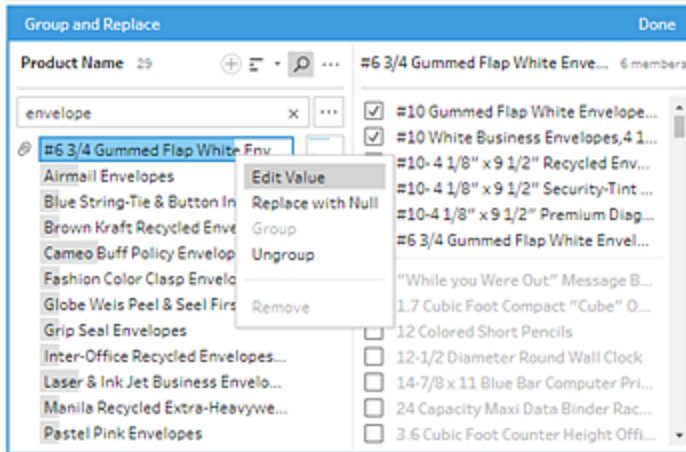 Group and Replace
Done
Product Name 29
#6 3/4 Gummed Flap White Enve... 6 members
envelope
#6 3/4 Gummed Flap White Env
Airmail Envelopes
Blue String-Tie & Button In
Brown Kraft Recycled Enve
Cameo Buff Policy Envelop
Fashion Color Clasp Envelo
Globe Weis Peel & Seel Firs
Grip Seal Envelopes
Inter-Office Recycled Envelopes...
Laser & Ink Jet Business Envelo...
Manila Recycled Extra-Heavywe...
Pastel Pink Envelopes
Edit Value
Replace with Null
Group
Ungroup
Remove
#10 Gummed Flap White Envelope...
#10 White Business Envelopes,4 1...
#10- 4 1/8" x 9 1/2" Recycled Env...
#10- 4 1/8" x 9 1/2" Security-Tint ...
#10-4 1/8" x 9 1/2" Premium Diag...
#6 3/4 Gummed Flap White Envel...
"While you Were Out" Message B...
1.7 Cubic Foot Compact "Cube" O...
12 Colored Short Pencils
12-1/2 Diameter Round Wall Clock
14-7/8 x 11 Blue Bar Computer Pri...
24 Capacity Maxi Data Binder Rac...
3.6 Cubic Foot Counter Height Offi...